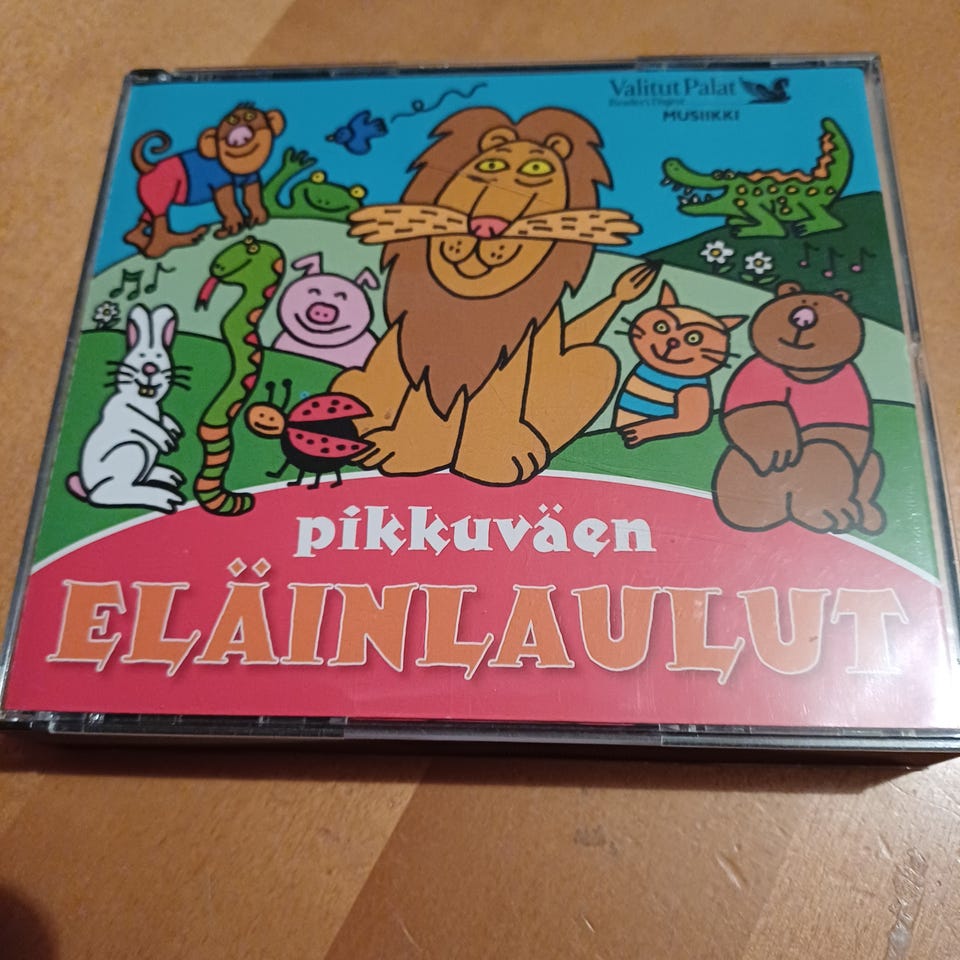 Valitut Palat
Reader's Digest
MUSIIKKI
pikkuväen
ELÄINLAULUT